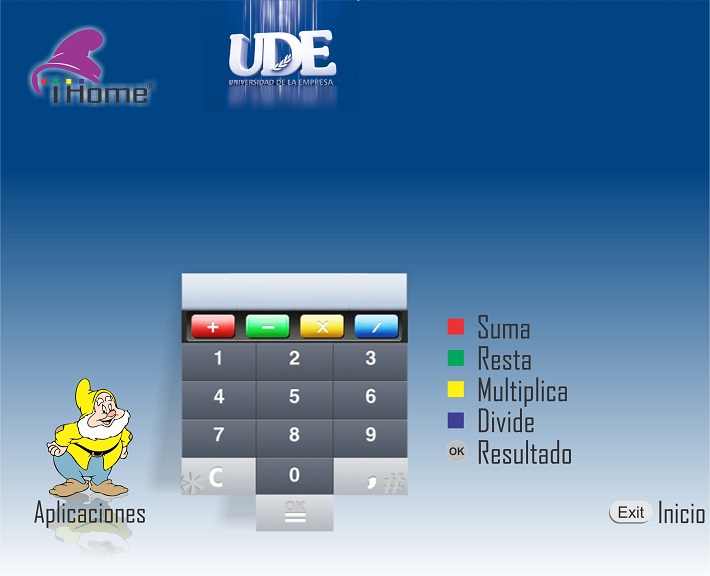 iHome®
UDE
UNIVERSIDAD DE LA EMPRESA
+ − X /
1 2 3
4 5 6
7 8 9
* C 0 , #
OK
=
Suma
Resta
Multiplica
Divide
OK Resultado
Aplicaciones
Exit Inicio